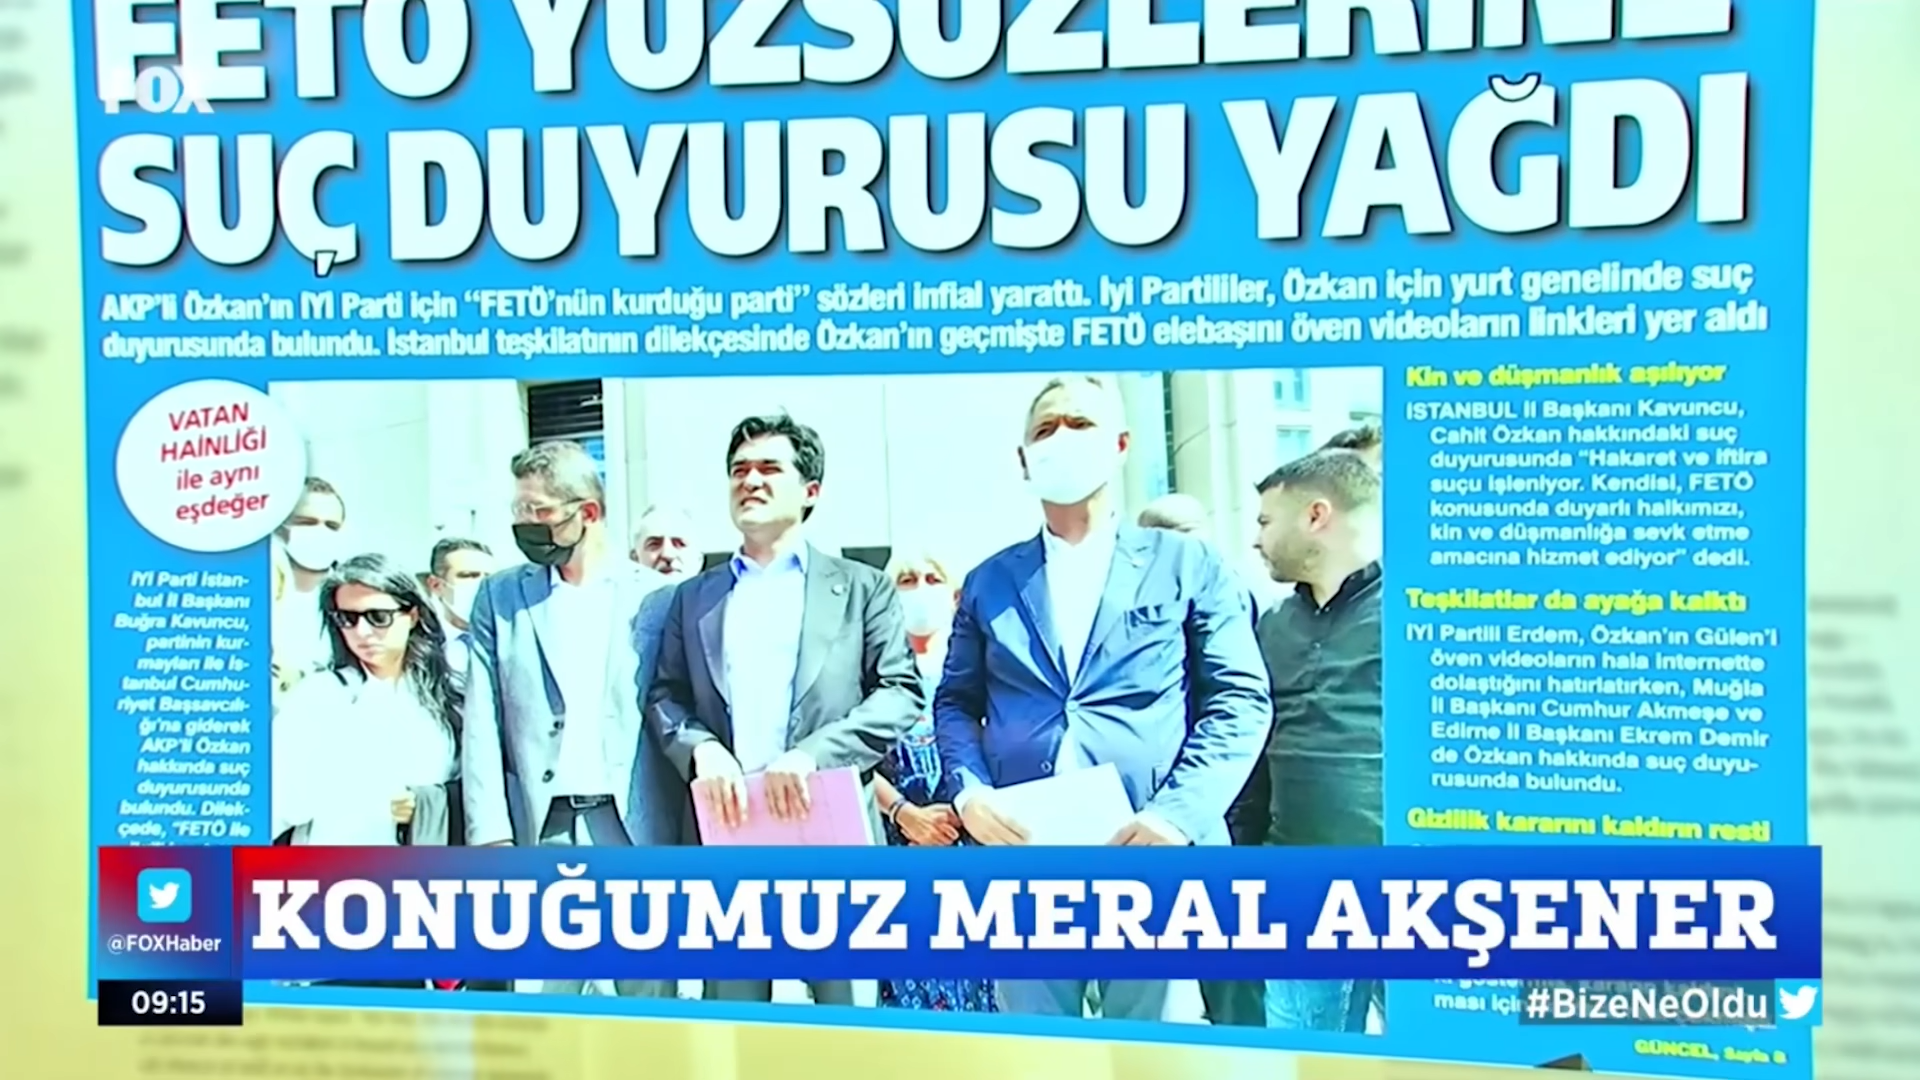 FETÖ YÜZSÜZLERİNE
FOX
SUÇ DUYURUSU YAĞDI
AKP'li Özkan'ın İYİ Parti için “FETÖ'nün kurduğu parti” sözleri infial yarattı. İyi Partililer, Özkan için yurt genelinde suç
duyurusunda bulundu. İstanbul teşkilatının dilekçesinde Özkan'ın geçmişte FETÖ elebaşını öven videoların linkleri yer aldı
VATAN
HAİNLİĞİ
ile aynı
eşdeğer
İYİ Parti İstan-
bul İl Başkanı
Buğra Kavuncu,
partinin kur-
mayları ile İs-
tanbul Cumhu-
riyet Başsavcılı-
ğı'na giderek
AKP'li Özkan
hakkında suç
duyurusunda
bulundu. Dilek-
çede, “FETÖ ile
Kin ve düşmanlık aşılıyor
İSTANBUL İl Başkanı Kavuncu,
Cahit Özkan hakkındaki suç
duyurusunda “Hakaret ve iftira
suçu işleniyor. Kendisi, FETÖ
konusunda duyarlı halkımızı,
kin ve düşmanlığa sevk etme
amacına hizmet ediyor” dedi.
Teşkilatlar da ayağa kalktı
İYİ Partili Erdem, Özkan'ın Gülen'i
öven videoların hala internette
dolaştığını hatırlatırken, Muğla
İl Başkanı Cumhur Akmeşe ve
Edirne İl Başkanı Ekrem Demir
de Özkan hakkında suç duyu-
rusunda bulundu.
Gizlilik kararını kaldırın resti
ması için
GÜNCEL, Sayfa 8
@FOXHaber
KONUĞUMUZ MERAL AKŞENER
09:15
#BizeNeOldu